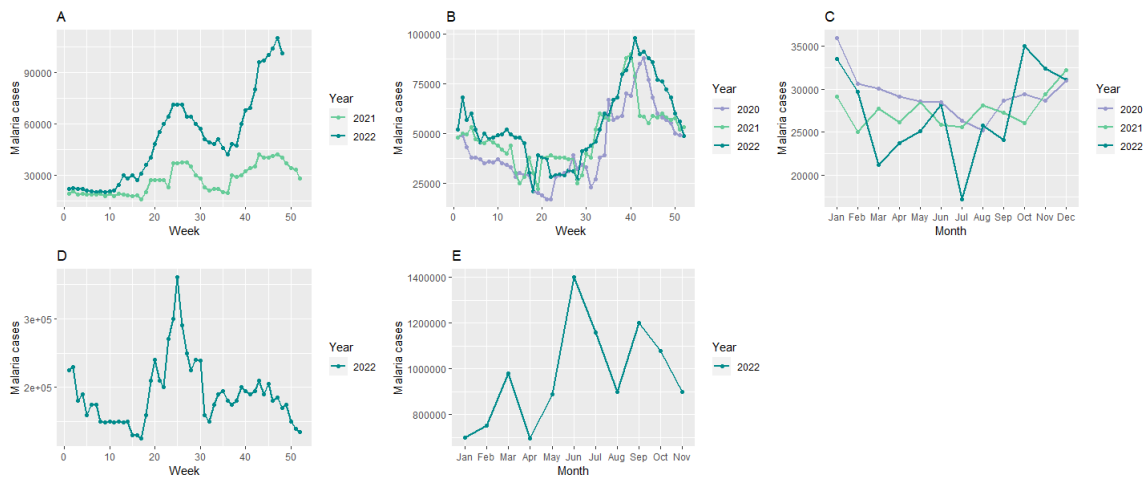 A
Malaria cases
90000
60000
30000
0 10 20 30 40 50
Week
Year
2021
2022
B
Malaria cases
100000
75000
50000
25000
0 10 20 30 40 50
Week
Year
2020
2021
2022
C
Malaria cases
35000
30000
25000
20000
Jan Feb Mar Apr May Jun Jul Aug Sep Oct Nov Dec
Month
Year
2020
2021
2022
D
Malaria cases
3e+05
2e+05
0 10 20 30 40 50
Week
Year
2022
E
Malaria cases
1400000
1200000
1000000
800000
Jan Feb Mar Apr May Jun Jul Aug Sep Oct Nov
Month
Year
2022